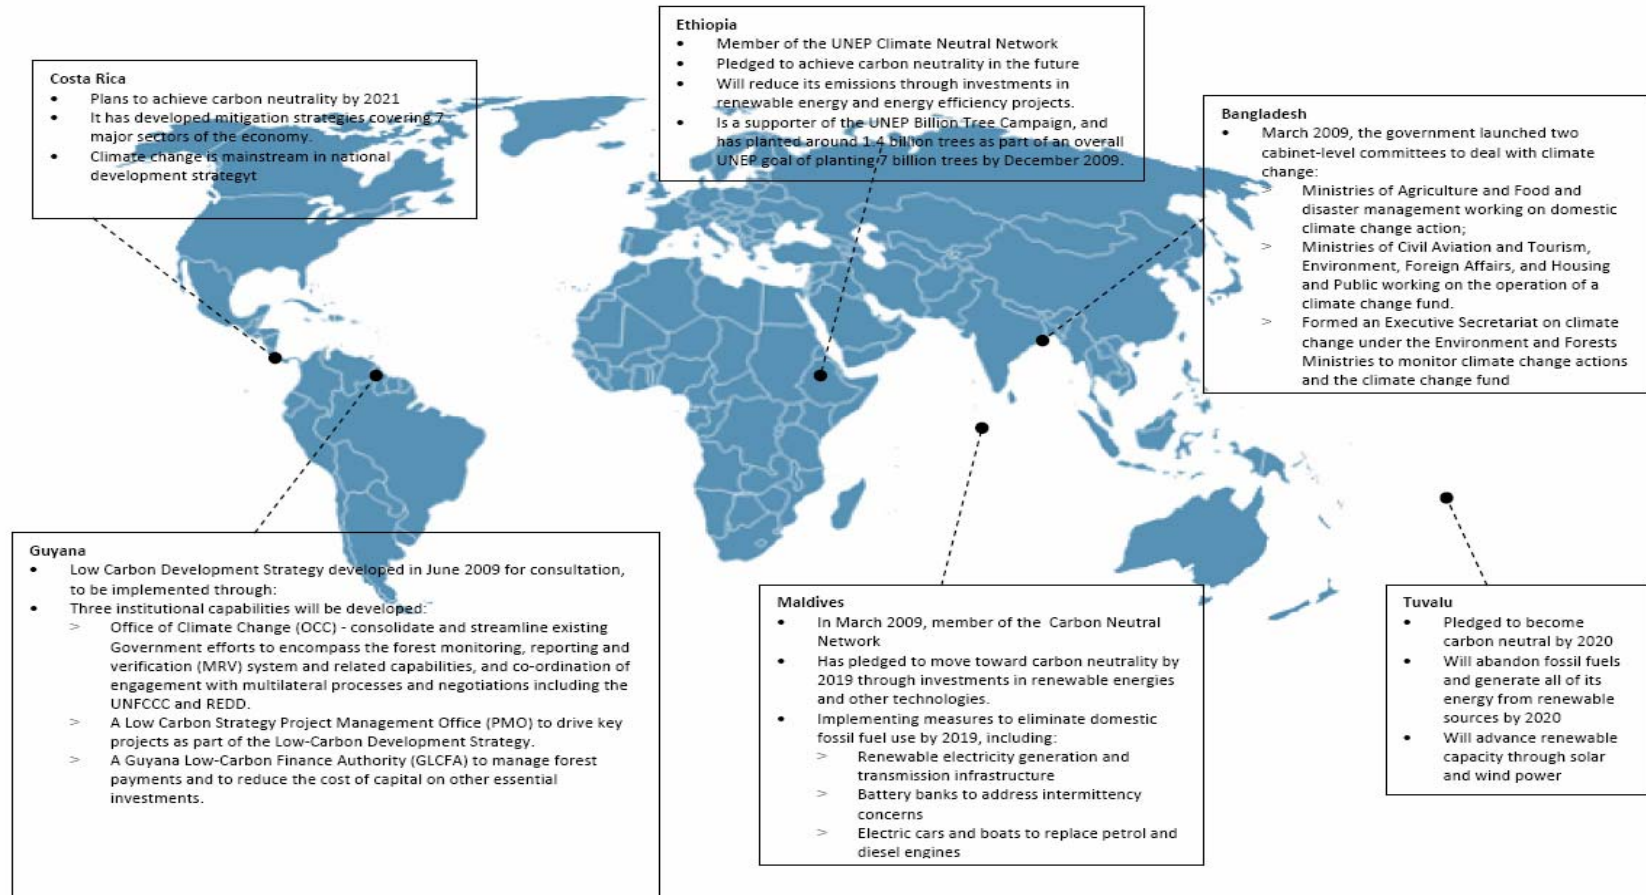 Ethiopia
• Member of the UNEP Climate Neutral Network
• Pledged to achieve carbon neutrality in the future
• Will reduce its emissions through investments in
renewable energy and energy efficiency projects.
• Is a supporter of the UNEP Billion Tree Campaign, and
has planted around 1.4 billion trees as part of an overall
UNEP goal of planting 7 billion trees by December 2009.
Costa Rica
• Plans to achieve carbon neutrality by 2021
• It has developed mitigation strategies covering 7
major sectors of the economy.
• Climate change is mainstream in national
development strategyt
Bangladesh
• March 2009, the government launched two
cabinet-level committees to deal with climate
change:
> Ministries of Agriculture and Food and
disaster management working on domestic
climate change action;
> Ministries of Civil Aviation and Tourism,
Environment, Foreign Affairs, and Housing
and Public working on the operation of a
climate change fund.
> Formed an Executive Secretariat on climate
change under the Environment and Forests
Ministries to monitor climate change actions
and the climate change fund
Guyana
• Low Carbon Development Strategy developed in June 2009 for consultation,
to be implemented through:
• Three institutional capabilities will be developed:
> Office of Climate Change (OCC) - consolidate and streamline existing
Government efforts to encompass the forest monitoring, reporting and
verification (MRV) system and related capabilities, and co-ordination of
engagement with multilateral processes and negotiations including the
UNFCCC and REDD.
> A Low Carbon Strategy Project Management Office (PMO) to drive key
projects as part of the Low-Carbon Development Strategy.
> A Guyana Low-Carbon Finance Authority (GLCFA) to manage forest
payments and to reduce the cost of capital on other essential
investments.
Maldives
• In March 2009, member of the Carbon Neutral
Network
• Has pledged to move toward carbon neutrality by
2019 through investments in renewable energies
and other technologies.
• Implementing measures to eliminate domestic
fossil fuel use by 2019, including:
> Renewable electricity generation and
transmission infrastructure
> Battery banks to address intermittency
concerns
> Electric cars and boats to replace petrol and
diesel engines
Tuvalu
• Pledged to become
carbon neutral by 2020
• Will abandon fossil fuels
and generate all of its
energy from renewable
sources by 2020
• Will advance renewable
capacity through solar
and wind power